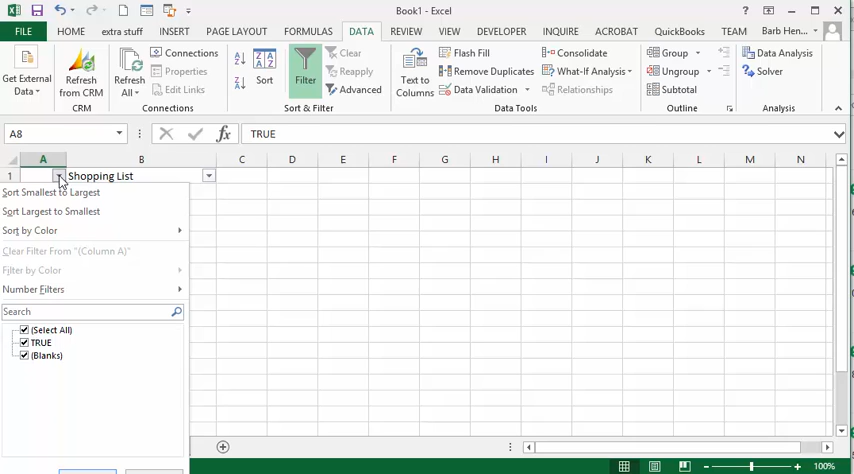 Book1 - Excel
FILE HOME extra stuff INSERT PAGE LAYOUT FORMULAS DATA REVIEW VIEW DEVELOPER INQUIRE ACROBAT QuickBooks TEAM Barb Hen...
Get External Data
Refresh from CRM
CRM
Refresh All
Connections
Properties
Edit Links
Connections
Sort
Filter
Clear
Reapply
Advanced
Sort & Filter
Text to Columns
Flash Fill
Remove Duplicates
Data Validation
Consolidate
What-If Analysis
Relationships
Data Tools
Group
Ungroup
Subtotal
Outline
Data Analysis
Solver
Analysis
A8 fx TRUE
A B C D E F G H I J K L M N
1 Shopping List
Sort Smallest to Largest
Sort Largest to Smallest
Sort by Color
Clear Filter From "(Column A)"
Filter by Color
Number Filters
Search
(Select All)
TRUE
(Blanks)
100%